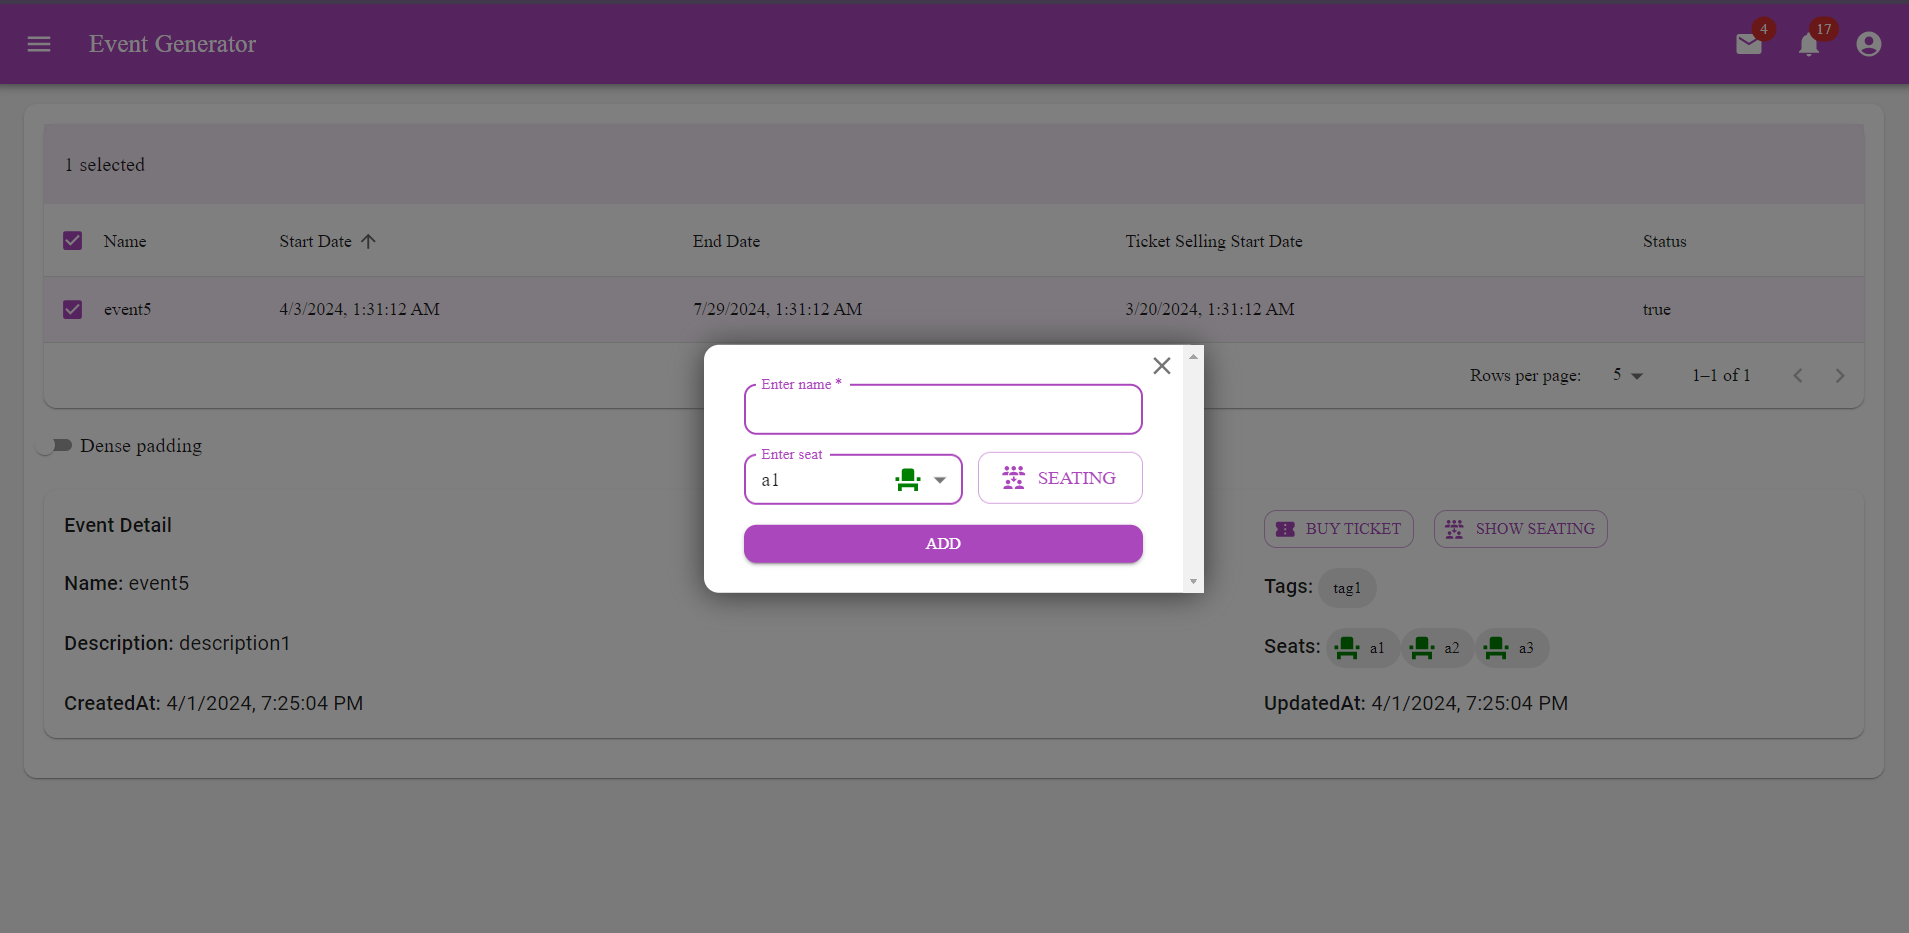 Event Generator
4
17
1 selected
Name Start Date End Date Ticket Selling Start Date Status
event5 4/3/2024, 1:31:12 AM 7/29/2024, 1:31:12 AM 3/20/2024, 1:31:12 AM true
Rows per page: 5 1–1 of 1
Enter name *
Enter seat
a1
SEATING
ADD
Dense padding
Event Detail
BUY TICKET
SHOW SEATING
Name: event5
Tags: tag1
Description: description1
Seats: a1 a2 a3
CreatedAt: 4/1/2024, 7:25:04 PM
UpdatedAt: 4/1/2024, 7:25:04 PM